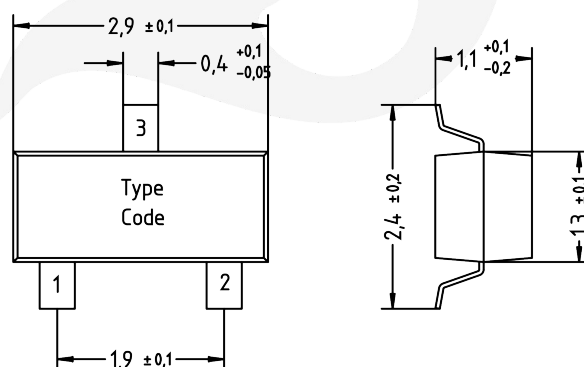 2,9 ±0,1
0,4 +0,1 -0,05
1,1 +0,1 -0,2
3
Type
Code
2,4 ±0,2
1,3 ±0,1
1
2
1,9 ±0,1